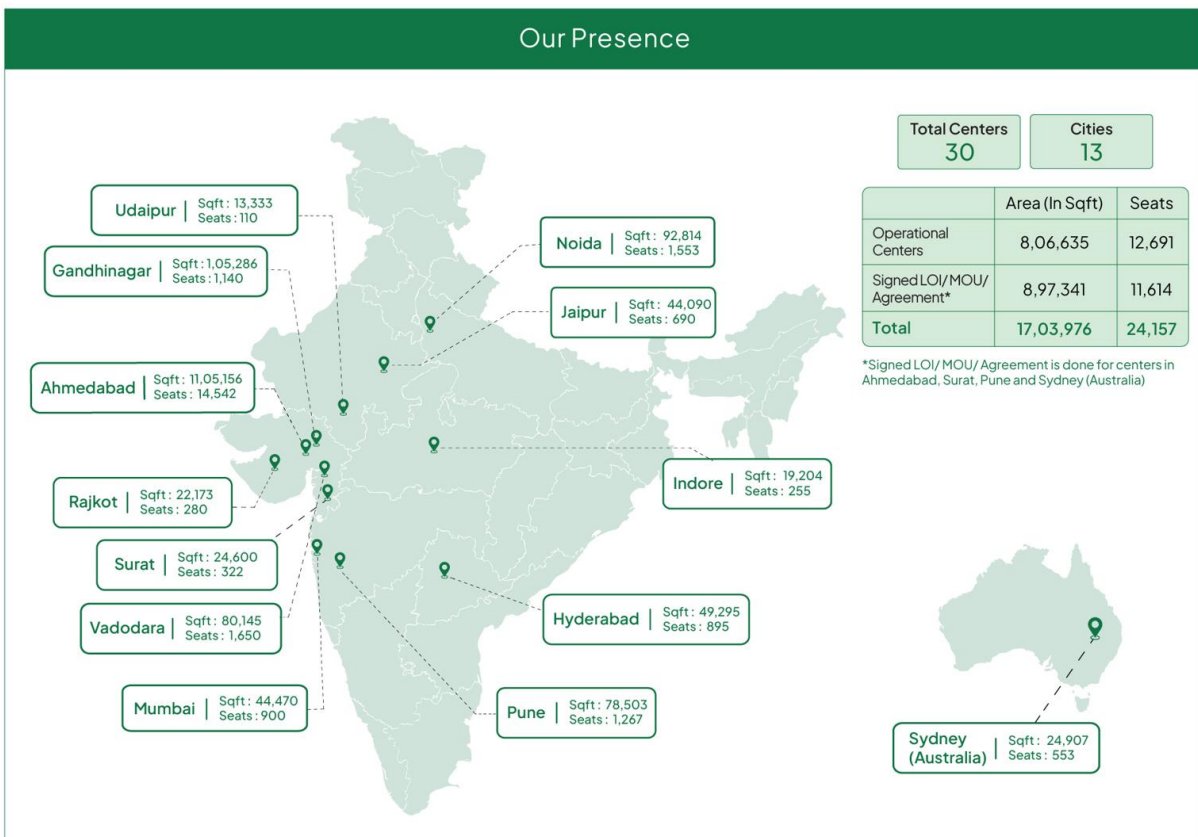 Our Presence
Total Centers
30
Cities
13
Area (In Sqft) Seats
Operational
Centers 8,06,635 12,691
Signed LOI/ MOU/
Agreement* 8,97,341 11,614
Total 17,03,976 24,157
*Signed LOI/ MOU/ Agreement is done for centers in
Ahmedabad, Surat, Pune and Sydney (Australia)
Udaipur Sqft : 13,333
Seats : 110
Gandhinagar Sqft : 1,05,286
Seats : 1,140
Ahmedabad Sqft : 11,05,156
Seats : 14,542
Rajkot Sqft : 22,173
Seats : 280
Surat Sqft : 24,600
Seats : 322
Vadodara Sqft : 80,145
Seats : 1,650
Mumbai Sqft : 44,470
Seats : 900
Noida Sqft : 92,814
Seats : 1,553
Jaipur Sqft : 44,090
Seats : 690
Indore Sqft : 19,204
Seats : 255
Hyderabad Sqft : 49,295
Seats : 895
Pune Sqft : 78,503
Seats : 1,267
Sydney
(Australia) Sqft : 24,907
Seats : 553